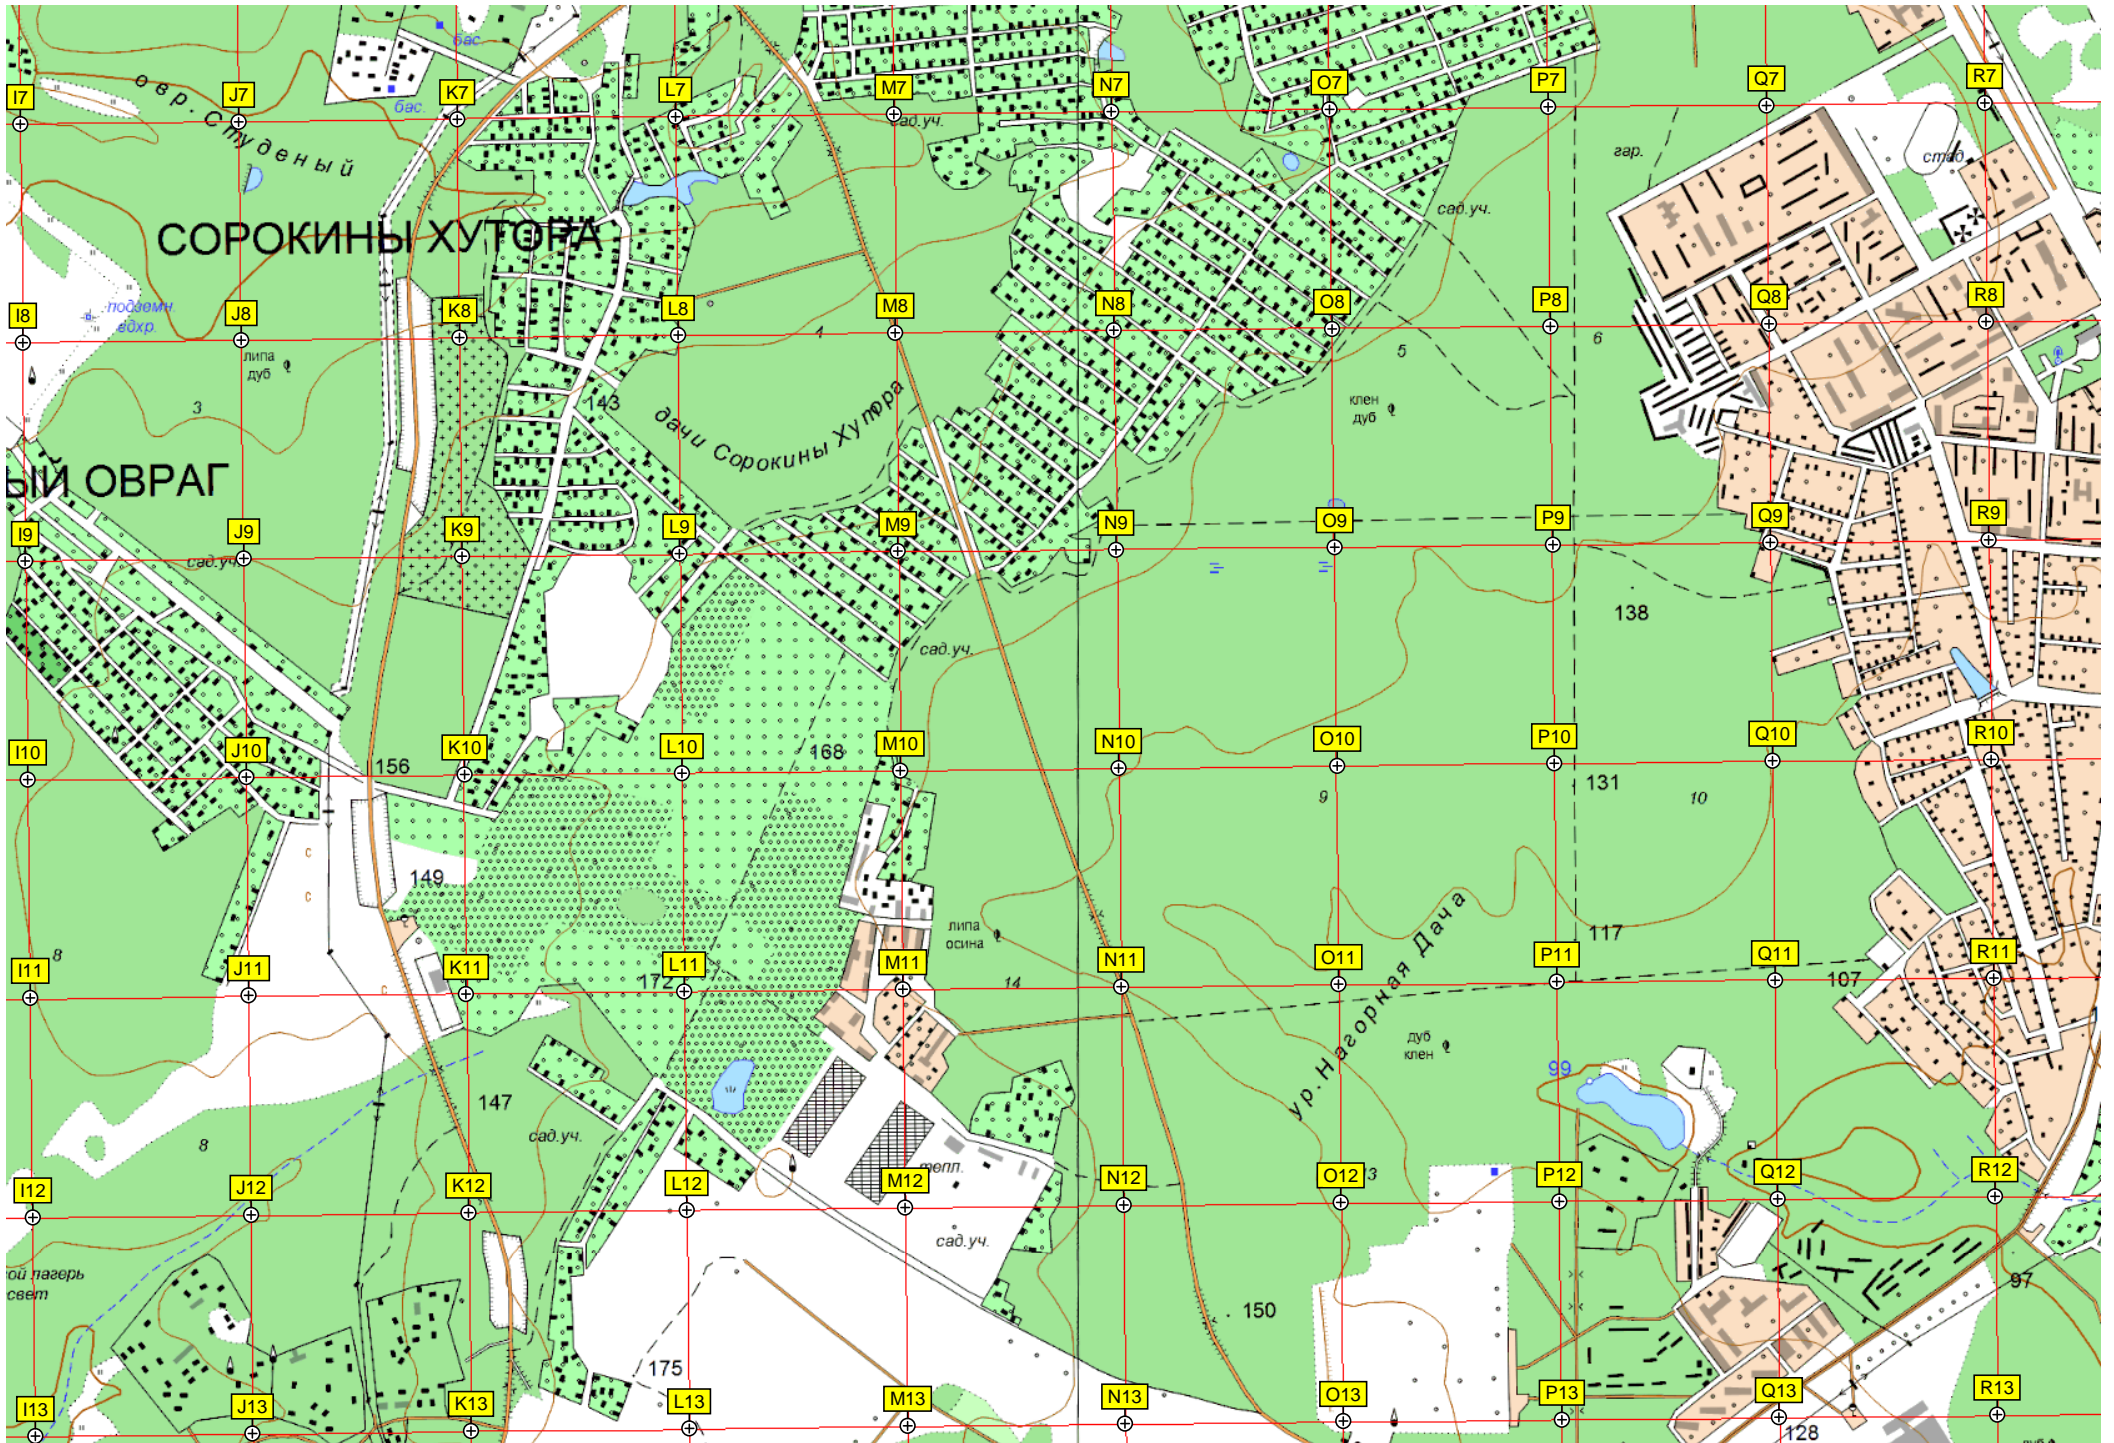 бас.
овр. Студеный
бас.
I7
J7
K7
L7
M7
N7
O7
P7
Q7
R7
сад.уч.
гар.
стад.
сад.уч.
СОРОКИНЫ ХУТОРА
подземн.
вдхр.
I8
J8
K8
L8
M8
N8
O8
P8
Q8
R8
липа
дуб
4
5
6
3
143
дачи Сорокины Хутора
клен
дуб
ЫЙ ОВРАГ
I9
J9
K9
L9
M9
N9
O9
P9
Q9
R9
сад.уч.
138
сад.уч.
I10
J10
K10
L10
M10
N10
O10
P10
Q10
R10
156
168
131
9
10
с
149
с
липа
осина
117
ур. Нагорная Дача
8
I11
J11
K11
L11
M11
N11
O11
P11
Q11
R11
с
172
14
107
дуб
клен
99
147
8
сад.уч.
тепл.
I12
J12
K12
L12
M12
N12
O12
P12
Q12
R12
сад.уч.
ой лагерь
свет
97
150
175
I13
J13
K13
L13
M13
N13
O13
P13
Q13
R13
128